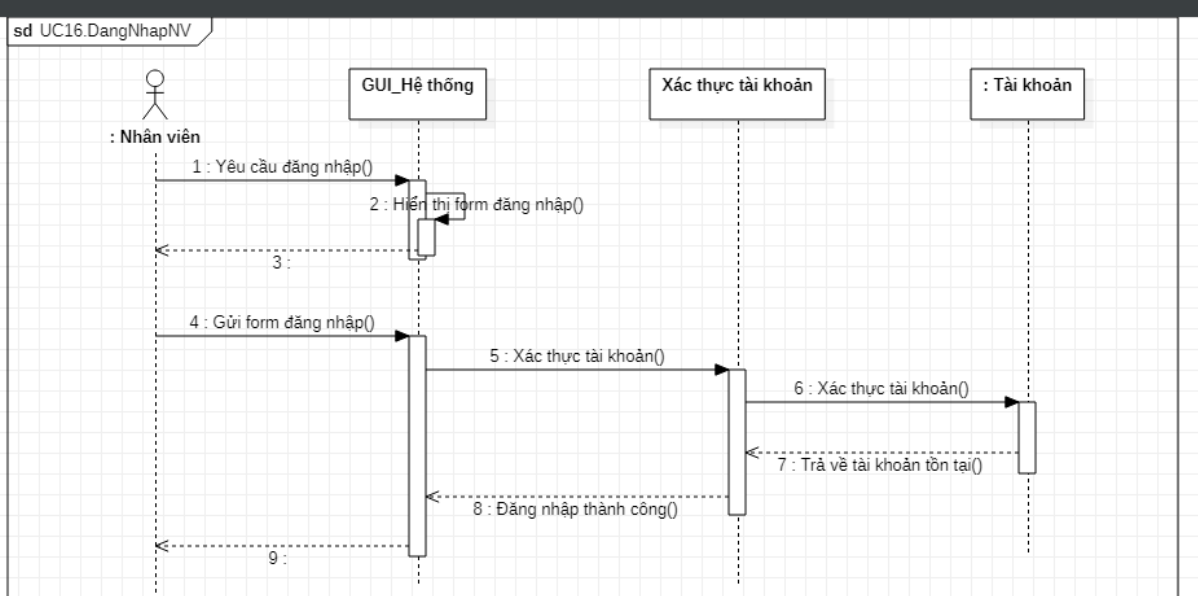 sd UC16.DangNhapNV
GUI_Hệ thống
Xác thực tài khoản
: Tài khoản
: Nhân viên
1 : Yêu cầu đăng nhập()
2 : Hiển thị form đăng nhập()
3 :
4 : Gửi form đăng nhập()
5 : Xác thực tài khoản()
6 : Xác thực tài khoản()
7 : Trả về tài khoản tồn tại()
8 : Đăng nhập thành công()
9 :